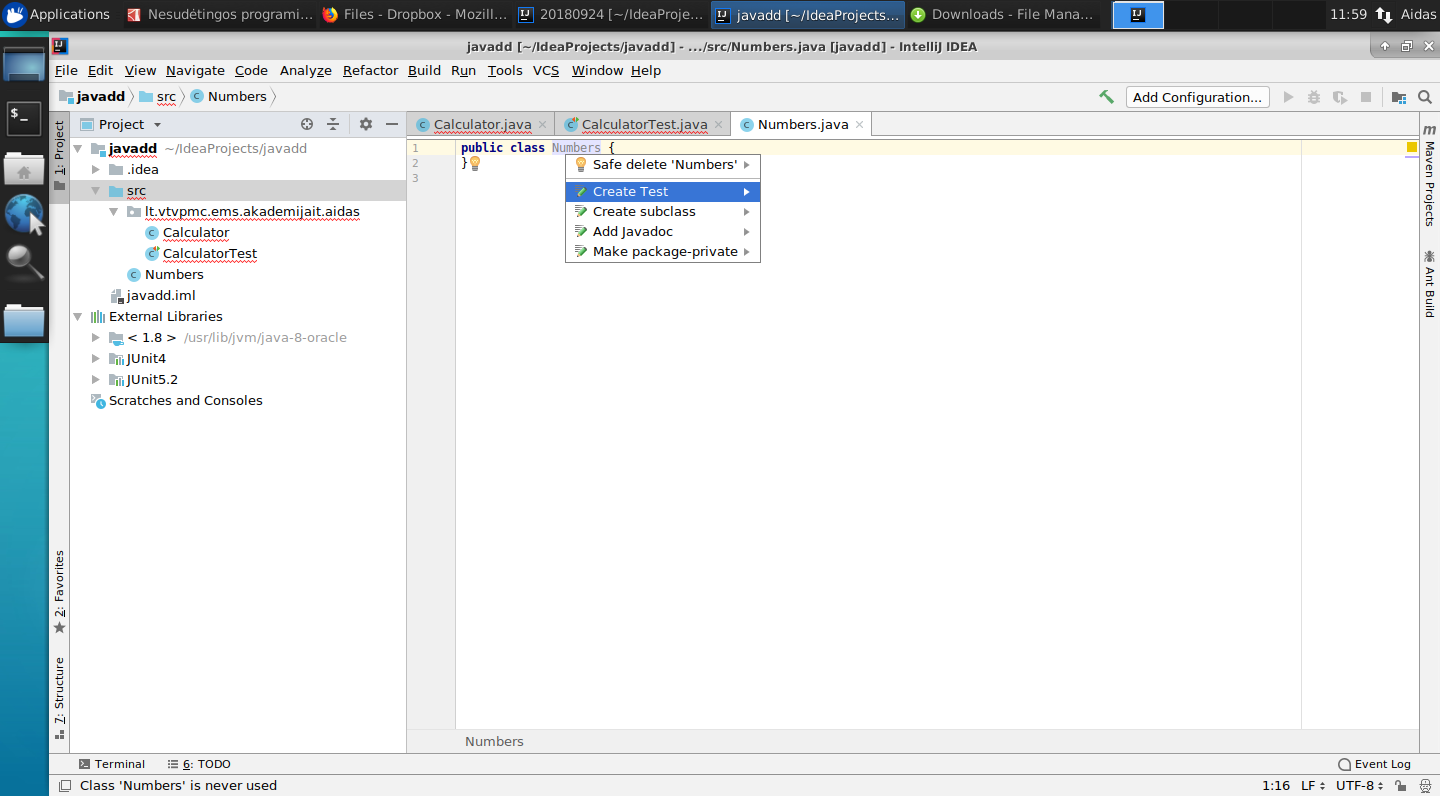 Applications
Nesudėtingos programi...
Files - Dropbox - Mozill...
20180924 [~/IdeaProje...
javadd [~/IdeaProjects...
Downloads - File Mana...
11:59
Aidas
javadd [~/IdeaProjects/javadd] - .../src/Numbers.java [javadd] - IntelliJ IDEA
File Edit View Navigate Code Analyze Refactor Build Run Tools VCS Window Help
javadd src Numbers
Add Configuration...
1: Project
Project
Calculator.java
CalculatorTest.java
Numbers.java
javadd ~/IdeaProjects/javadd
.idea
src
lt.vtvpmc.ems.akademijait.aidas
Calculator
CalculatorTest
Numbers
javadd.iml
External Libraries
< 1.8 > /usr/lib/jvm/java-8-oracle
JUnit4
JUnit5.2
Scratches and Consoles
1 public class Numbers {
2 }
3
Safe delete 'Numbers'
Create Test
Create subclass
Add Javadoc
Make package-private
m Maven Projects
Ant Build
2: Favorites
7: Structure
Numbers
Terminal
6: TODO
Event Log
Class 'Numbers' is never used
1:16 LF UTF-8